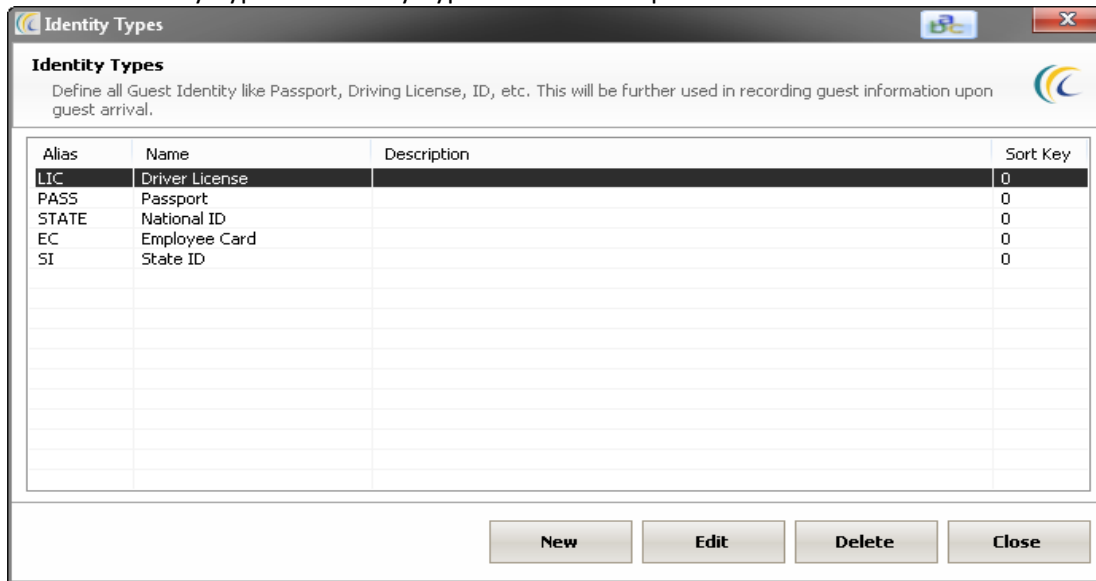 Identity Types
Identity Types
Define all Guest Identity like Passport, Driving License, ID, etc. This will be further used in recording guest information upon
guest arrival.
Alias Name Description Sort Key
LIC Driver License 0
PASS Passport 0
STATE National ID 0
EC Employee Card 0
SI State ID 0
New Edit Delete Close